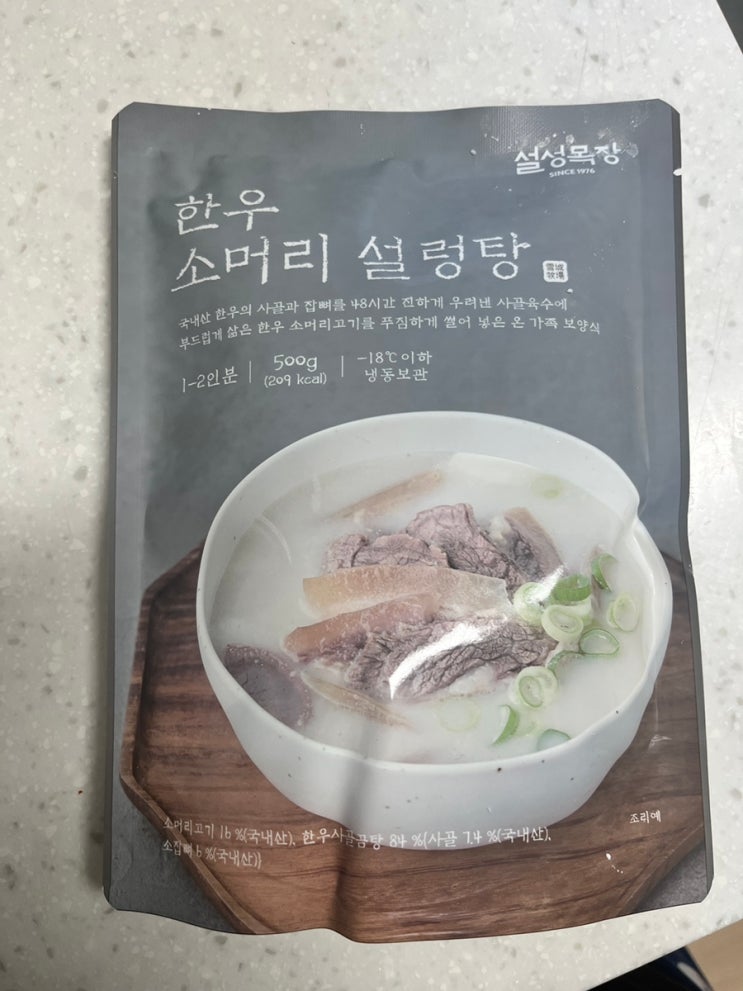 설성목장
SINCE 1976
한우
소머리 설렁탕
雪城
牧場
국내산 한우의 사골과 잡뼈를 48시간 진하게 우려낸 사골육수에
부드럽게 삶은 한우 소머리고기를 푸짐하게 썰어 넣은 온 가족 보양식
1-2인분 | 500g (209 kcal) | -18℃ 이하 냉동보관
조리예
소머리고기 16 %(국내산), 한우사골곰탕 84 %{사골 7.4 %(국내산),
소잡뼈 6 %(국내산)}